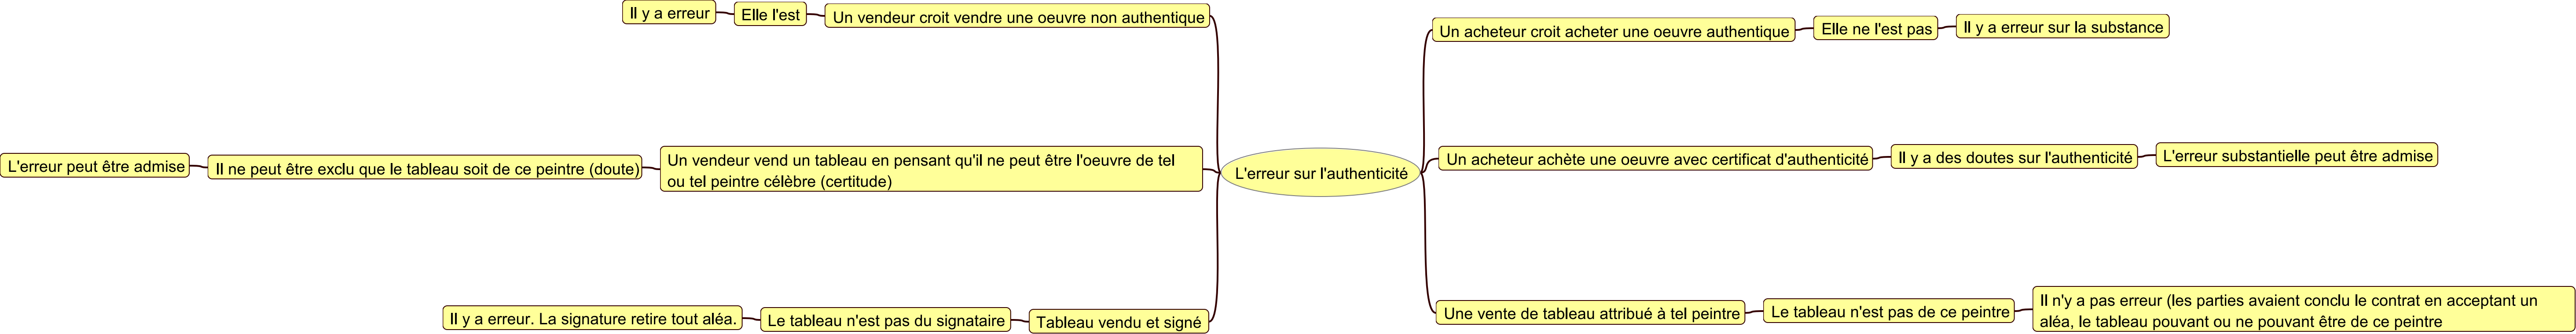 L'erreur sur l'authenticité
Un acheteur croit acheter une oeuvre authentique
Elle ne l'est pas
Il y a erreur sur la substance
Un acheteur achète une oeuvre avec certificat d'authenticité
Il y a des doutes sur l'authenticité
L'erreur substantielle peut être admise
Une vente de tableau attribué à tel peintre
Le tableau n'est pas de ce peintre
Il n'y a pas erreur (les parties avaient conclu le contrat en acceptant un
aléa, le tableau pouvant ou ne pouvant être de ce peintre
Un vendeur croit vendre une oeuvre non authentique
Elle l'est
Il y a erreur
Un vendeur vend un tableau en pensant qu'il ne peut être l'oeuvre de tel
ou tel peintre célèbre (certitude)
Il ne peut être exclu que le tableau soit de ce peintre (doute)
L'erreur peut être admise
Tableau vendu et signé
Le tableau n'est pas du signataire
Il y a erreur. La signature retire tout aléa.